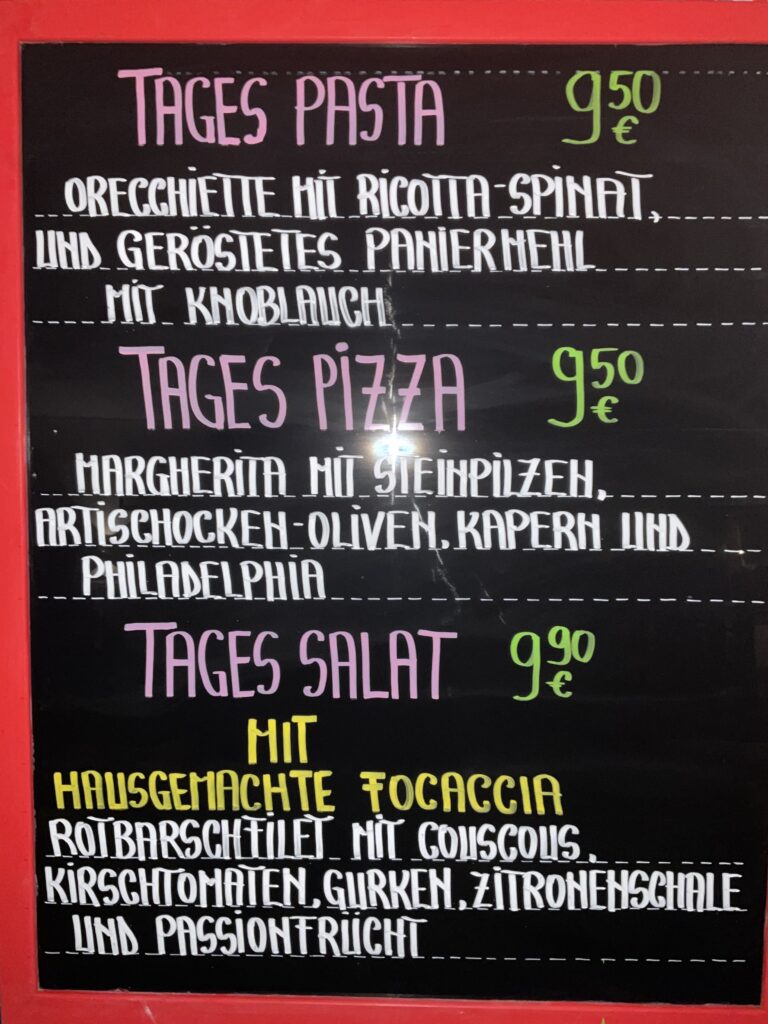 TAGES PASTA 9,50 €
ORECCHIETTE MIT RICOTTA-SPINAT,
UND GERÖSTETES PANIERMEHL
MIT KNOBLAUCH
TAGES PIZZA 9,50 €
MARGHERITA MIT STEINPILZEN,
ARTISCHOCKEN-OLIVEN, KAPERN UND
PHILADELPHIA
TAGES SALAT 9,90 €
MIT
HAUSGEMACHTE FOCACCIA
ROTBARSCHFILET MIT COUSCOUS,
KIRSCHTOMATEN, GURKEN, ZITRONENSCHALE
UND PASSIONFRÜCHT